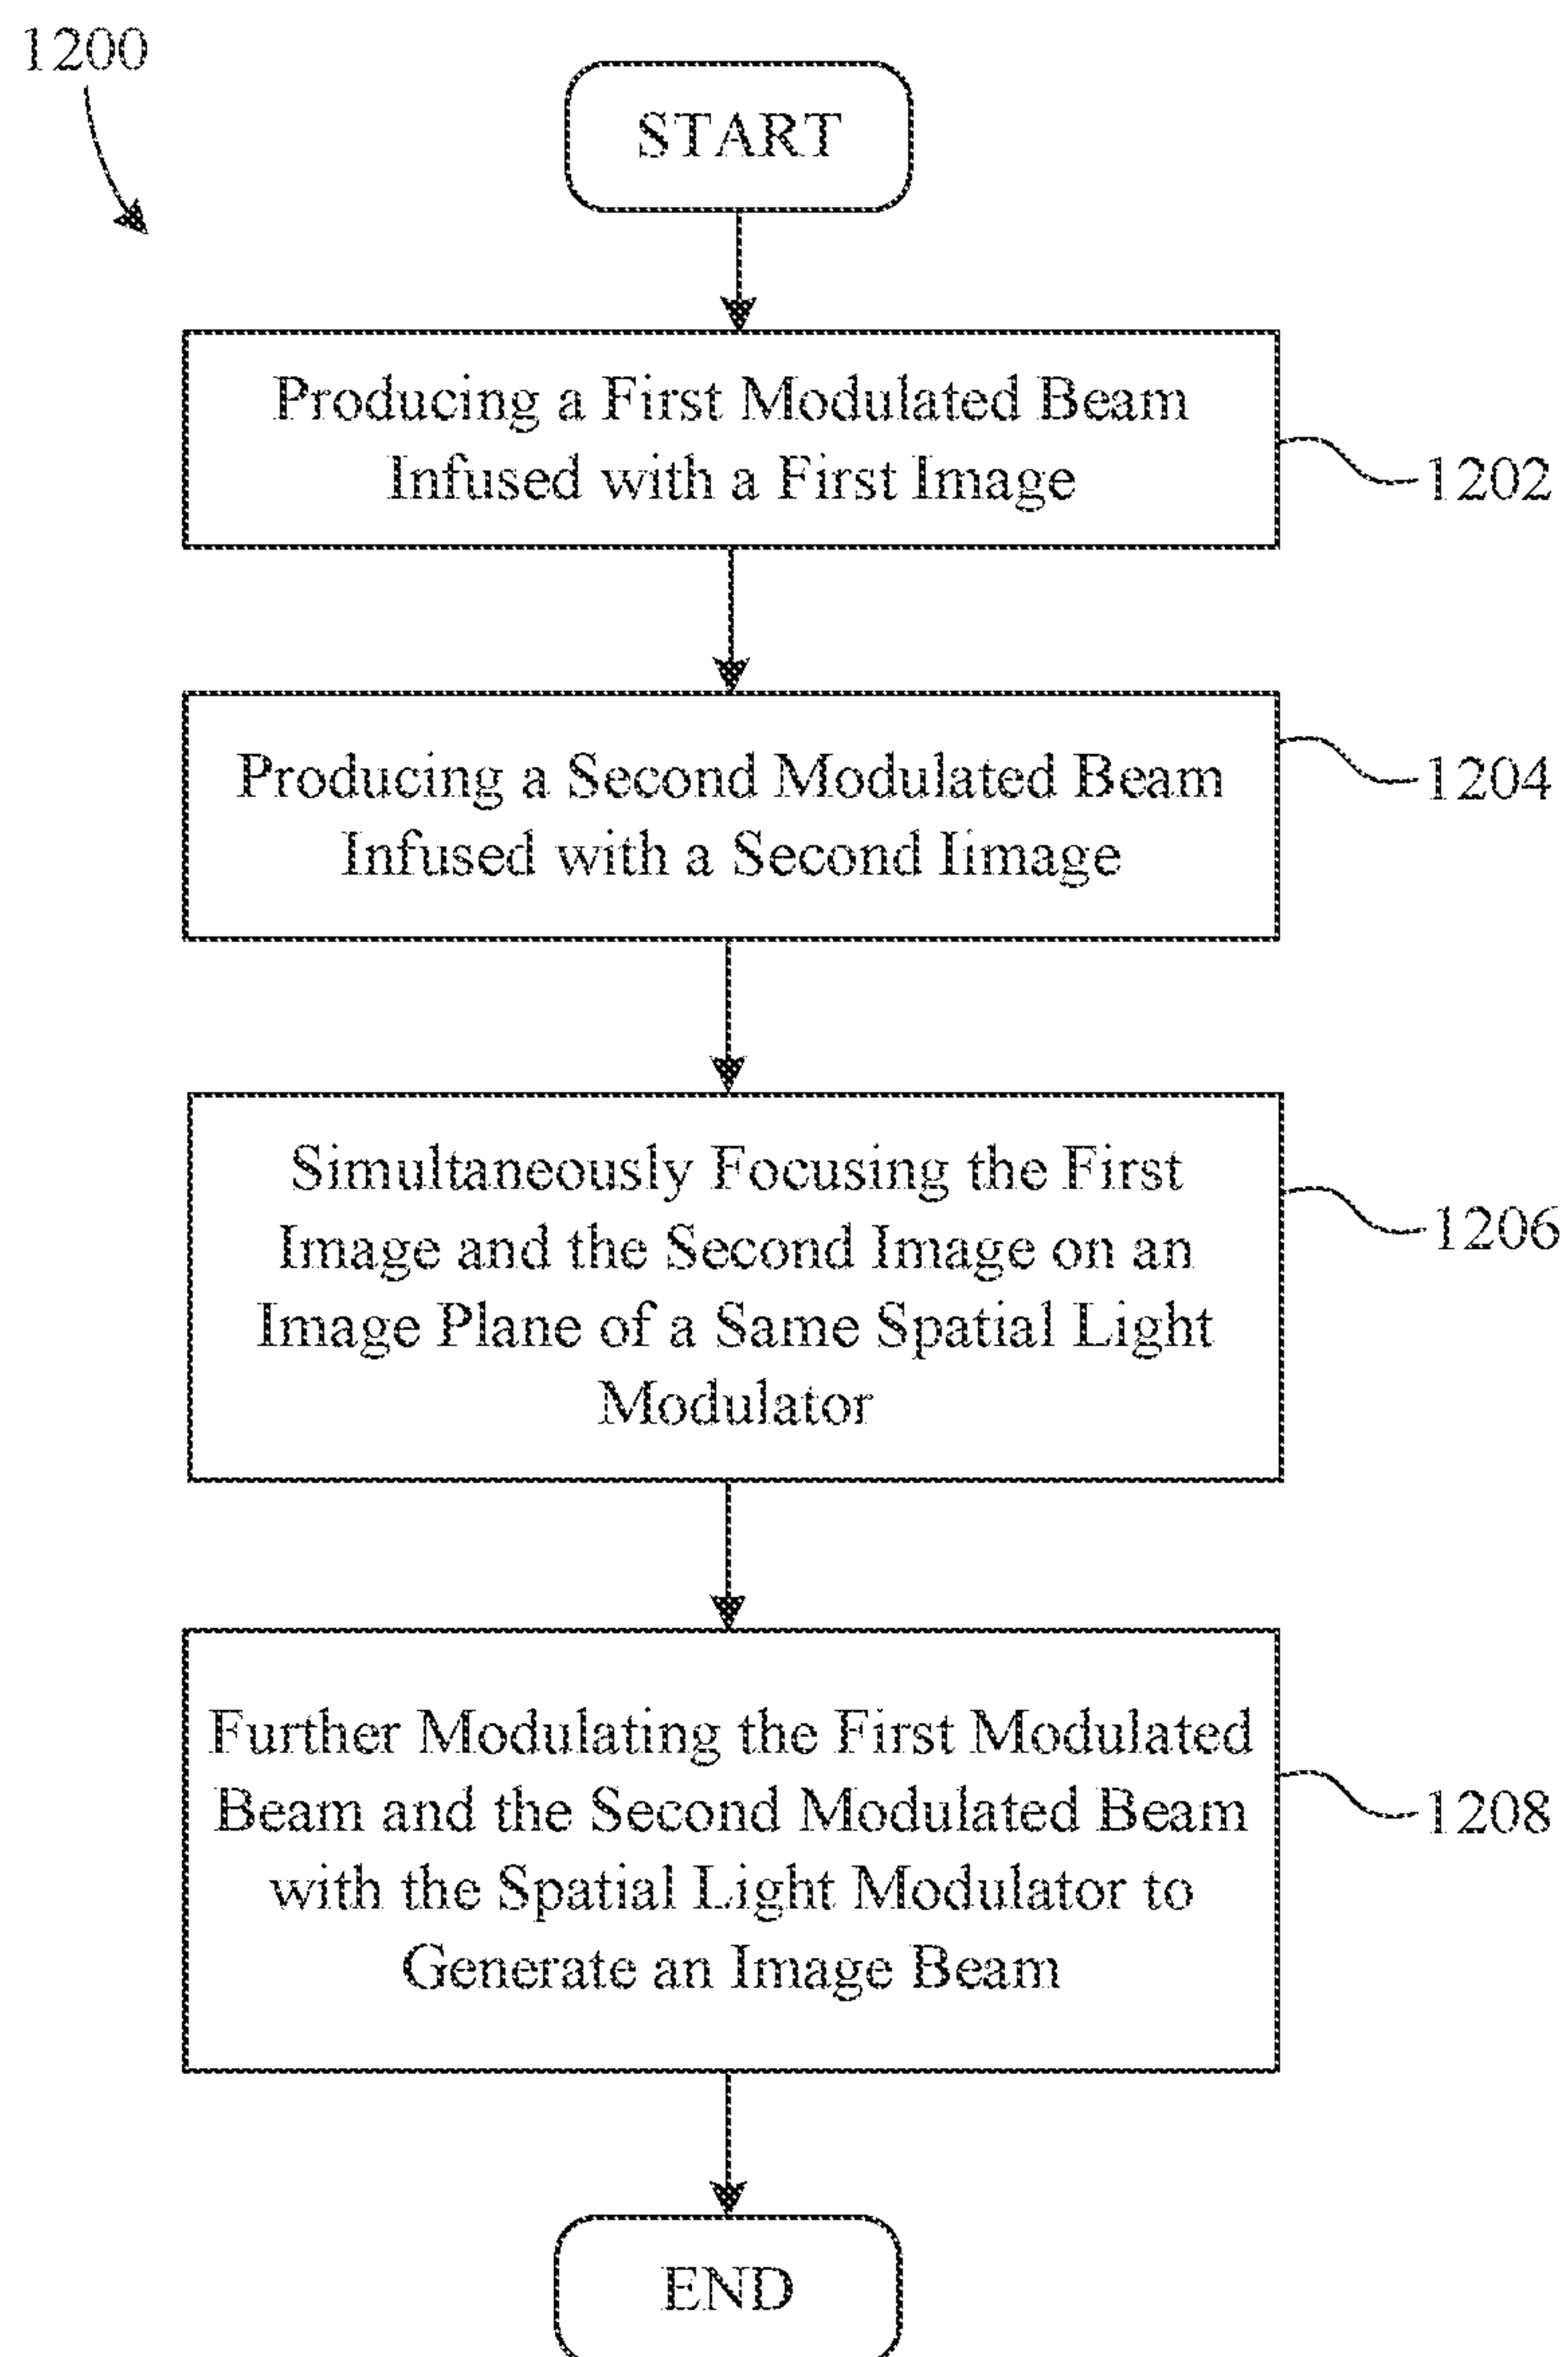 1200
START
Producing a First Modulated Beam
Infused with a First Image
1202
Producing a Second Modulated Beam
Infused with a Second Iimage
1204
Simultaneously Focusing the First
Image and the Second Image on an
Image Plane of a Same Spatial Light
Modulator
1206
Further Modulating the First Modulated
Beam and the Second Modulated Beam
with the Spatial Light Modulator to
Generate an Image Beam
1208
END